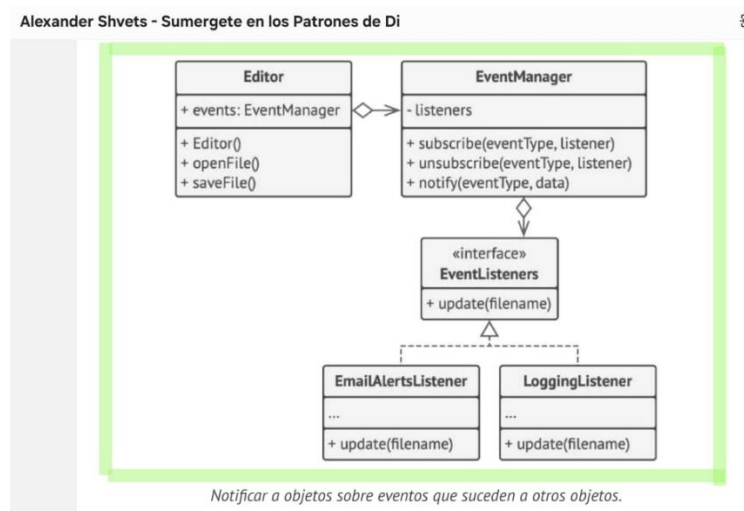 Alexander Shvets - Sumergete en los Patrones de Di
Editor
+ events: EventManager
+ Editor()
+ openFile()
+ saveFile()
EventManager
- listeners
+ subscribe(eventType, listener)
+ unsubscribe(eventType, listener)
+ notify(eventType, data)
«interface»
EventListeners
+ update(filename)
EmailAlertsListener
...
+ update(filename)
LoggingListener
...
+ update(filename)
Notificar a objetos sobre eventos que suceden a otros objetos.